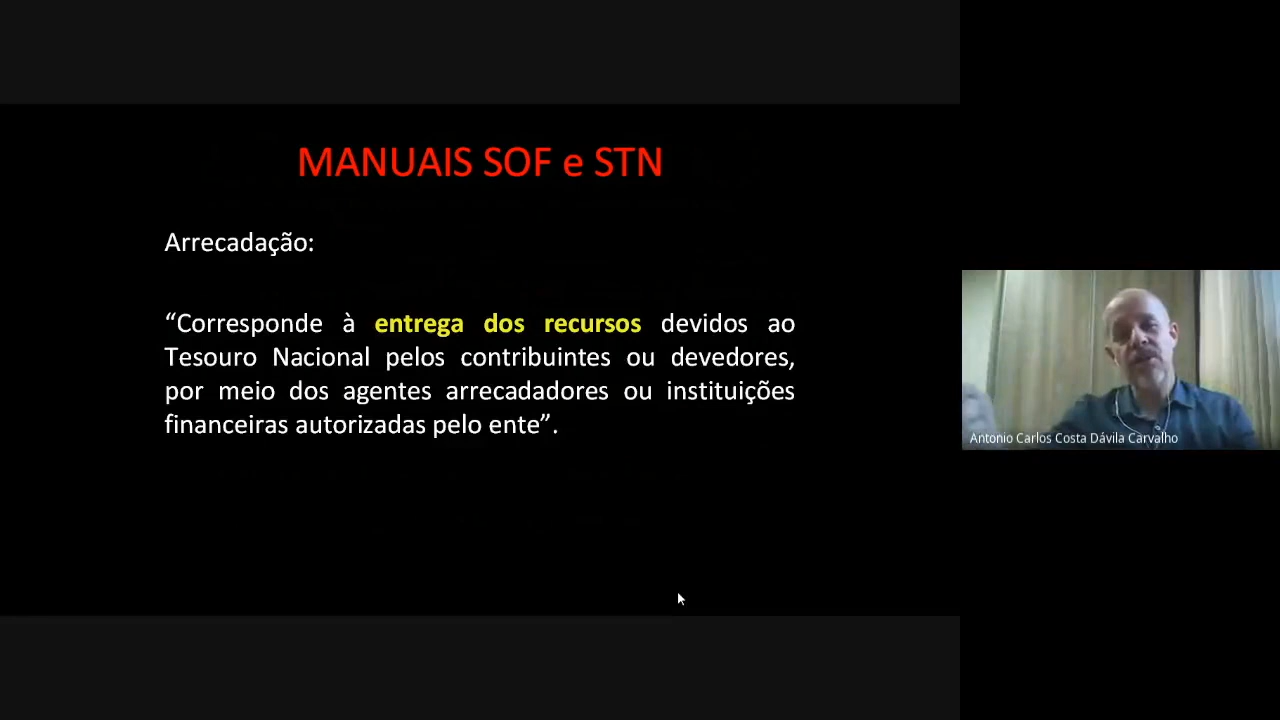 MANUAIS SOF e STN
Arrecadação:
“Corresponde à entrega dos recursos devidos ao
Tesouro Nacional pelos contribuintes ou devedores,
por meio dos agentes arrecadadores ou instituições
financeiras autorizadas pelo ente”.
Antonio Carlos Costa Dávila Carvalho